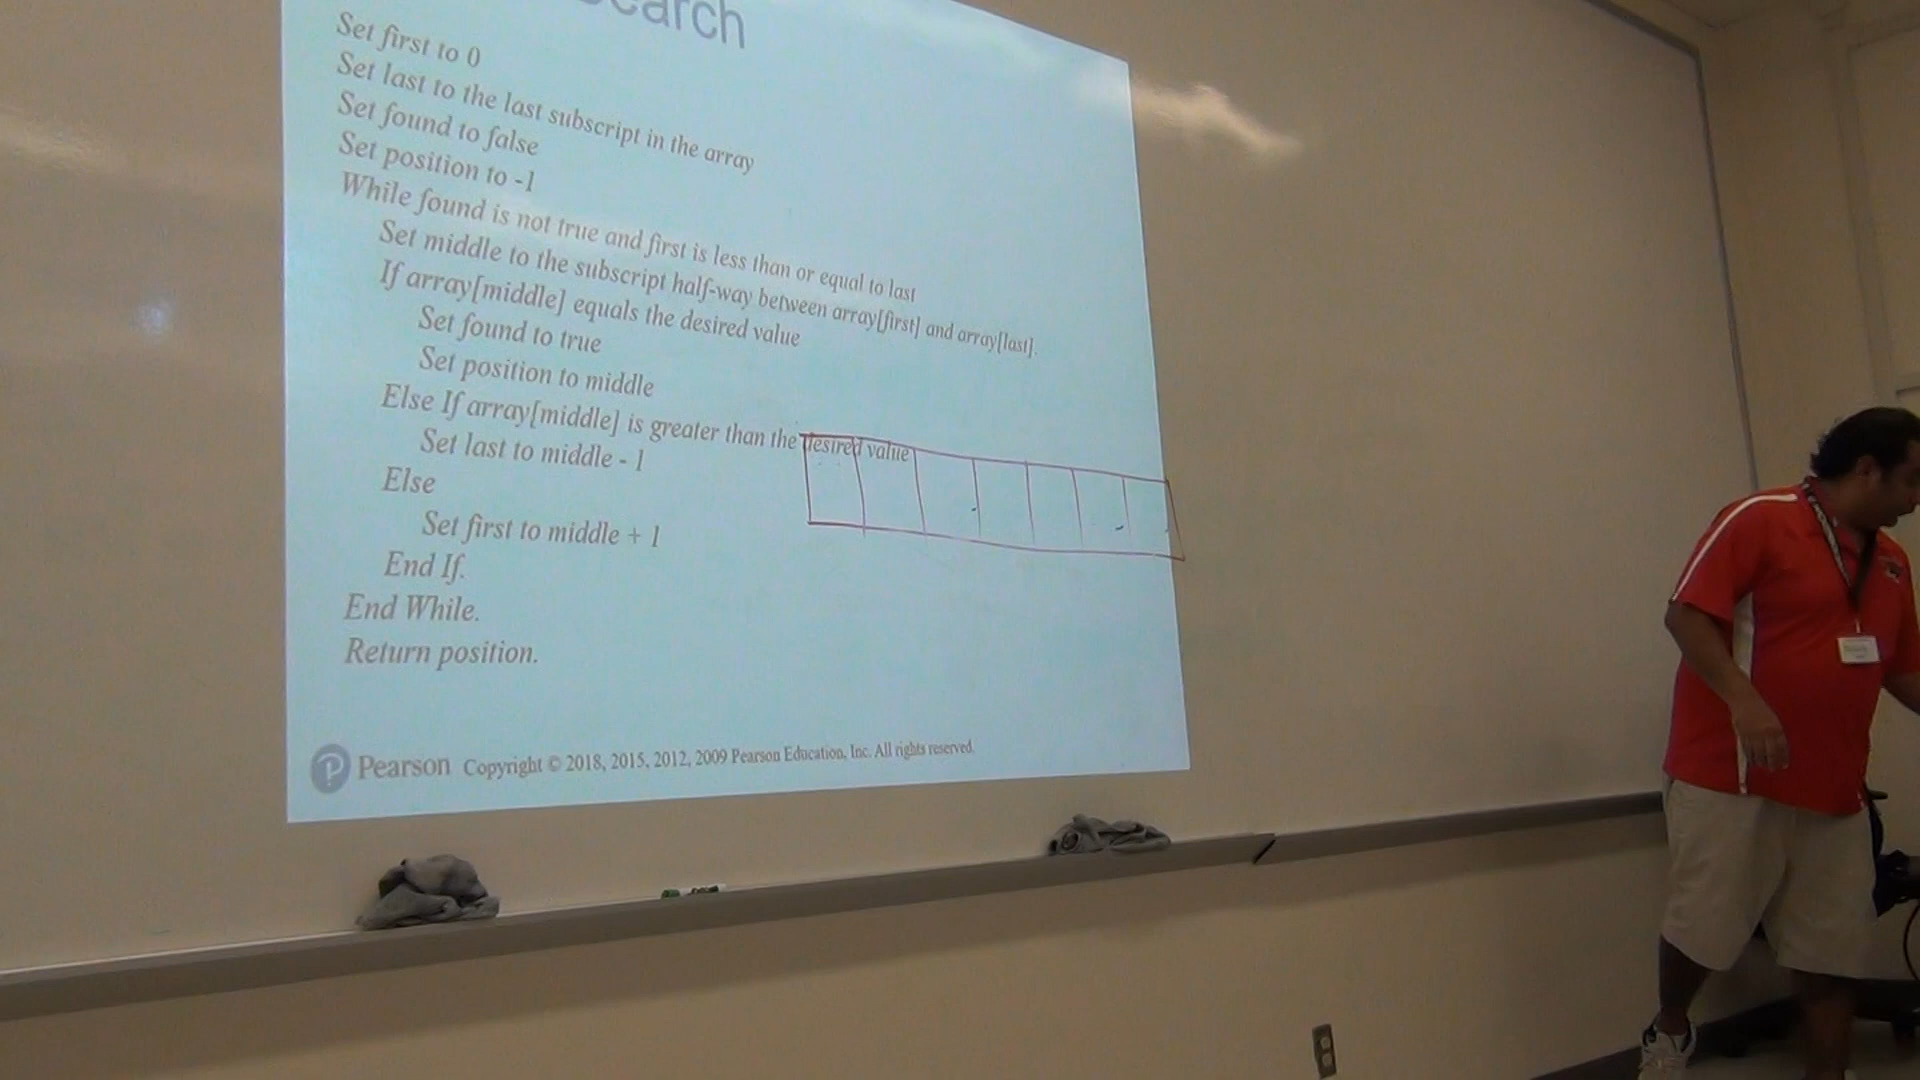 Set first to 0
Set last to the last subscript in the array
Set found to false
Set position to -1
While found is not true and first is less than or equal to last
Set middle to the subscript half-way between array[first] and array[last].
If array[middle] equals the desired value
Set found to true
Set position to middle
Else If array[middle] is greater than the desired value
Set last to middle - 1
Else
Set first to middle + 1
End If.
End While.
Return position.
P Pearson Copyright © 2018, 2015, 2012, 2009 Pearson Education, Inc. All rights reserved.